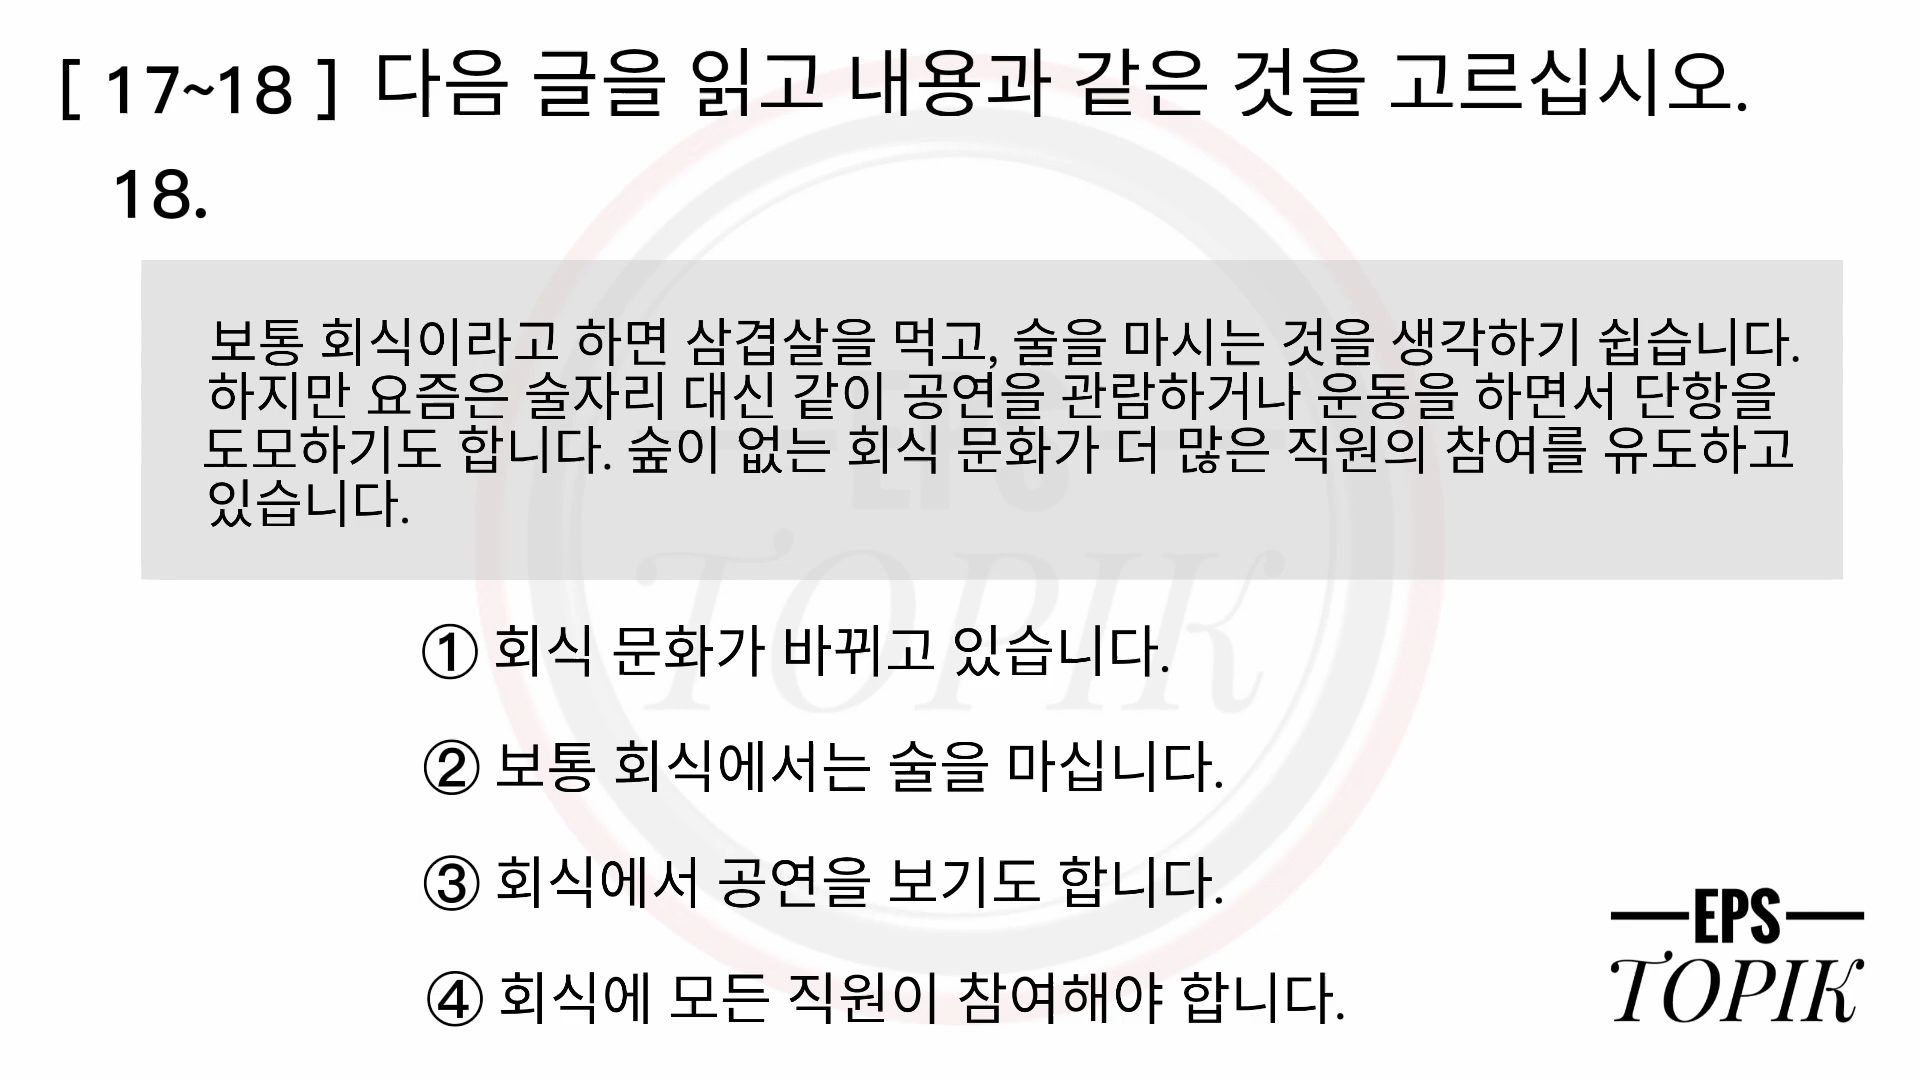 [ 17~18 ] 다음 글을 읽고 내용과 같은 것을 고르십시오.
18.
보통 회식이라고 하면 삼겹살을 먹고, 술을 마시는 것을 생각하기 쉽습니다.
하지만 요즘은 술자리 대신 같이 공연을 관람하거나 운동을 하면서 단항을
도모하기도 합니다. 숲이 없는 회식 문화가 더 많은 직원의 참여를 유도하고
있습니다.
① 회식 문화가 바뀌고 있습니다.
② 보통 회식에서는 술을 마십니다.
③ 회식에서 공연을 보기도 합니다.
④ 회식에 모든 직원이 참여해야 합니다.
EPS
TOPIK
EPS
TOPIK